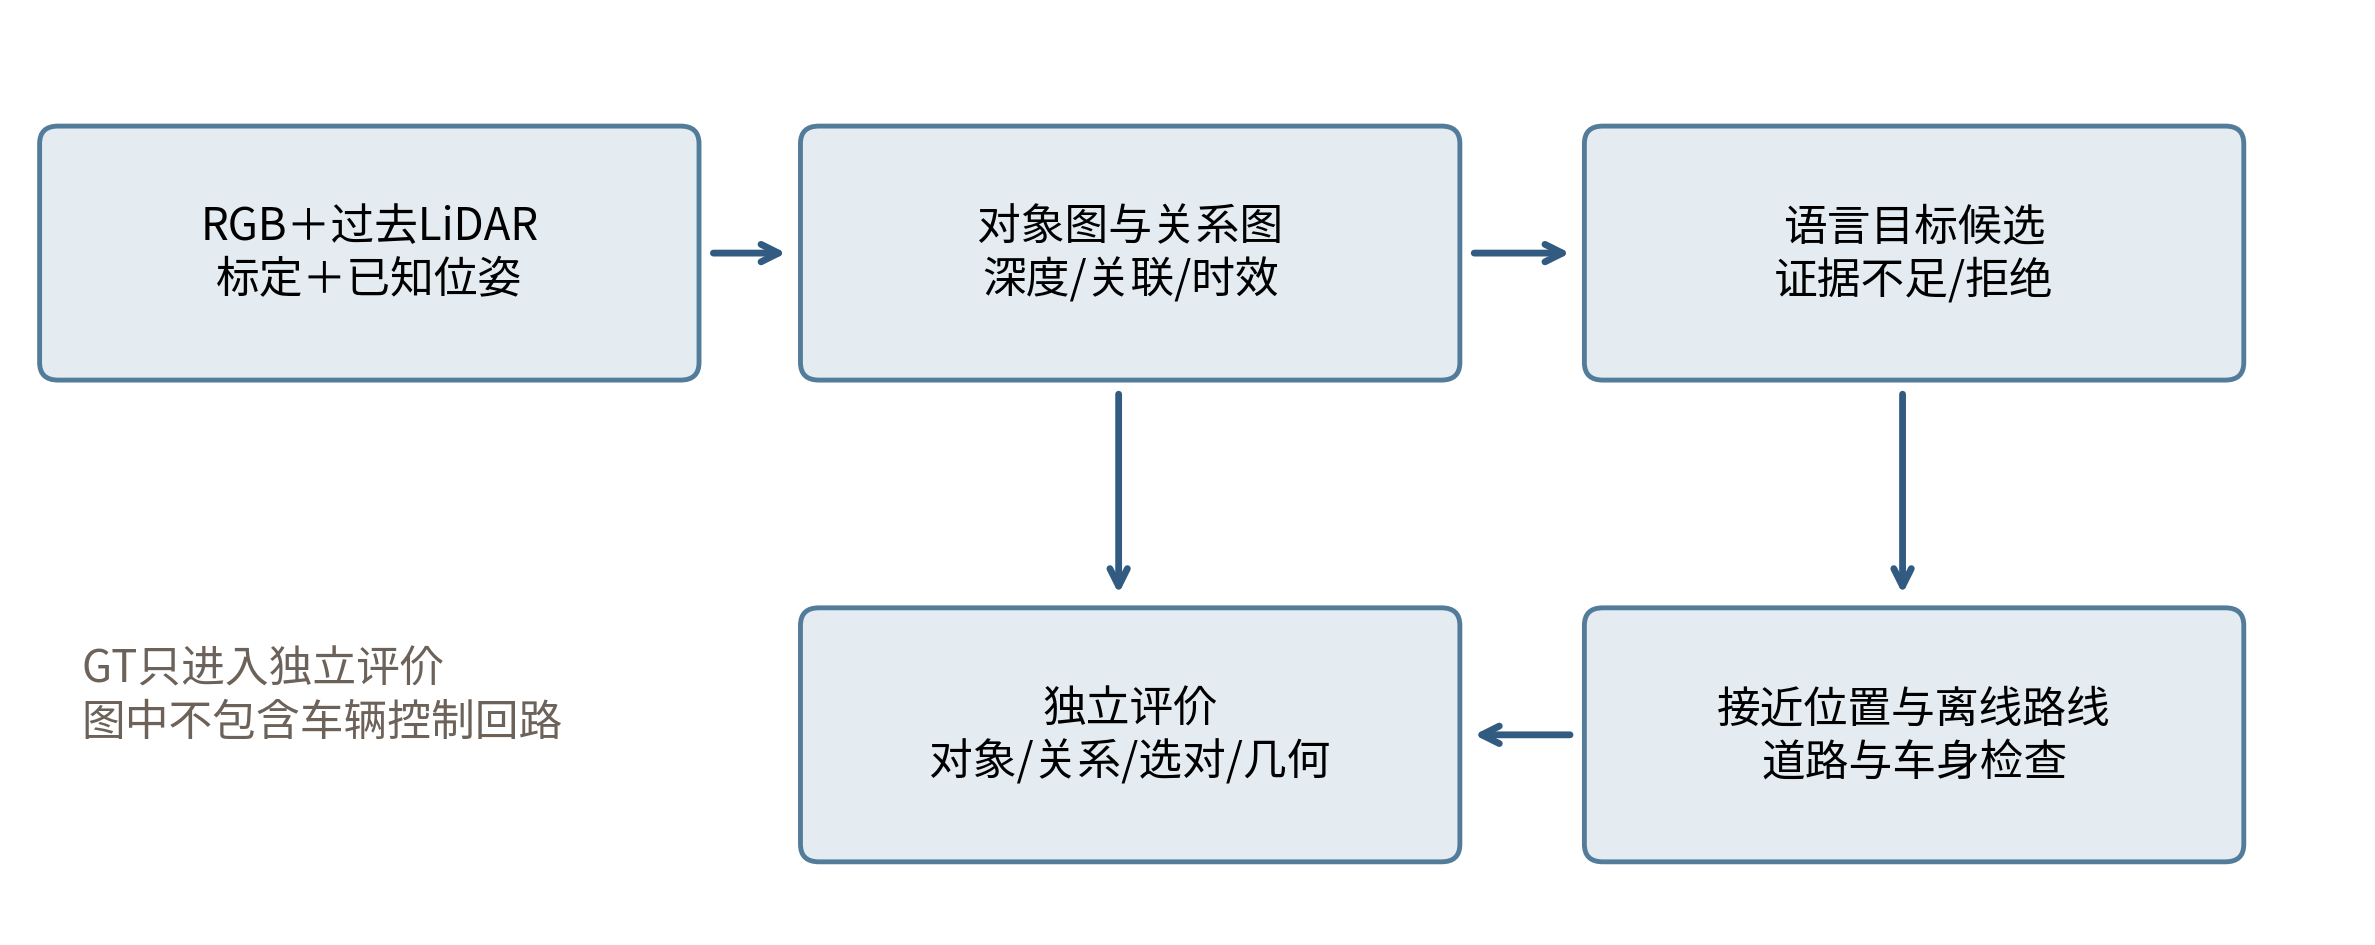 RGB＋过去LiDAR
标定＋已知位姿
对象图与关系图
深度/关联/时效
语言目标候选
证据不足/拒绝
GT只进入独立评价
图中不包含车辆控制回路
独立评价
对象/关系/选对/几何
接近位置与离线路线
道路与车身检查